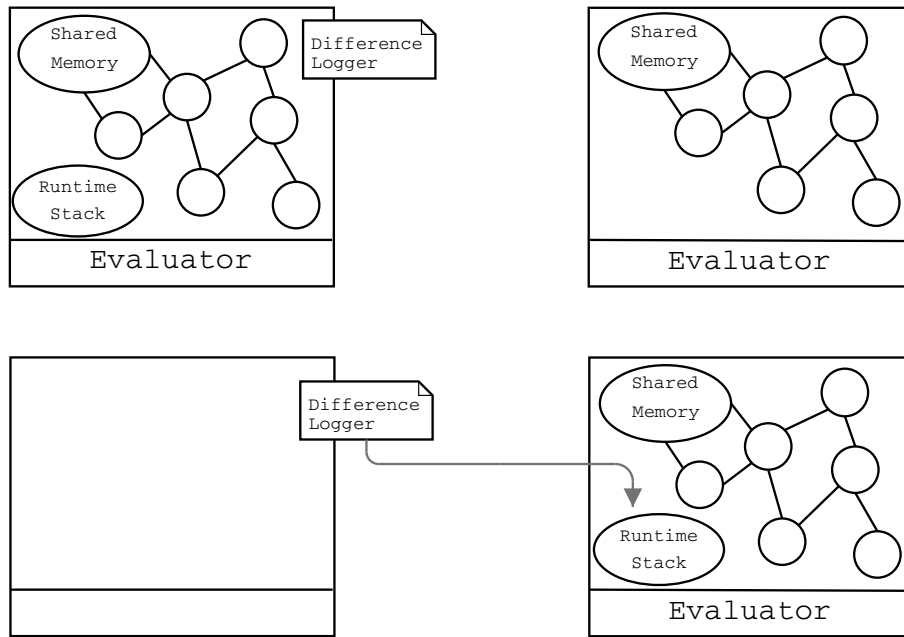 Shared
Memory
Difference
Logger
Runtime
Stack
Evaluator
Shared
Memory
Evaluator
Difference
Logger
Shared
Memory
Runtime
Stack
Evaluator